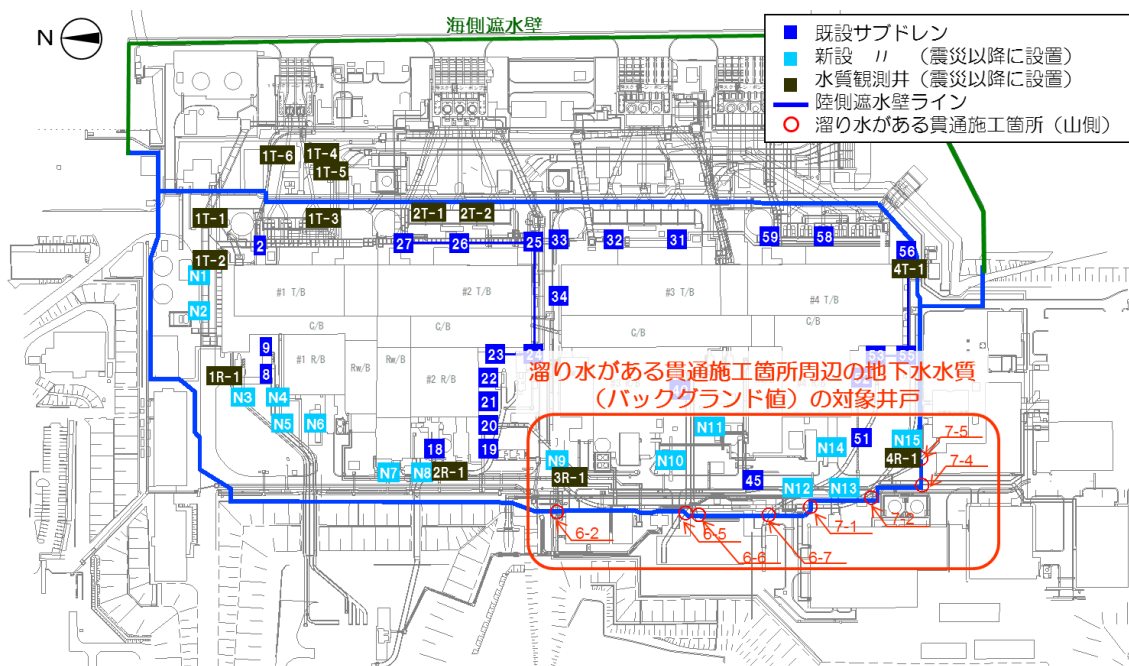 N
海側遮水壁
既設サブドレン
新設 〃 （震災以降に設置）
水質観測井（震災以降に設置）
陸側遮水壁ライン
溜り水がある貫通施工箇所（山側）
1T-6
1T-4
1T-5
1T-1
1T-3
2T-1
2T-2
2
27
26
25
33
32
31
59
58
56
1T-2
4T-1
N1
N2
#1 T/B
#2 T/B
34
#3 T/B
#4 T/B
C/B
C/B
C/B
C/B
9
8
#1 R/B
Rw/B
Rw/B
#2 R/B
23
24
53
55
22
21
20
19
18
1R-1
N3
N4
N5
N6
N7
N8
2R-1
溜り水がある貫通施工箇所周辺の地下水水質
（バックグランド値）の対象井戸
N11
N9
3R-1
N10
45
N14
51
N15
4R-1
N12
N13
7-5
7-4
7-2
7-1
6-2
6-5
6-6
6-7